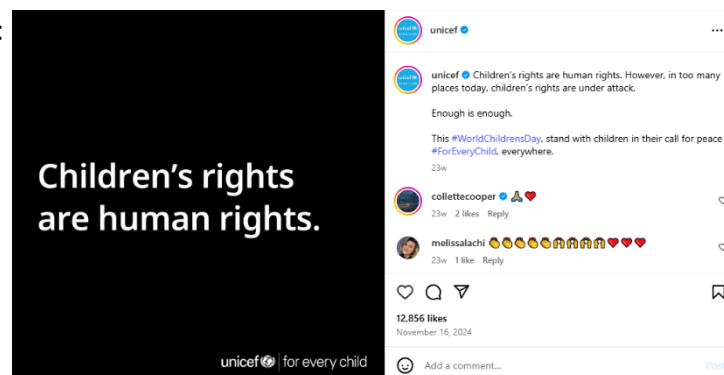 :
Children's rights
are human rights.
unicef | for every child
unicef
unicef Children's rights are human rights. However, in too many
places today, children's rights are under attack.
Enough is enough.
This #WorldChildrensDay, stand with children in their call for peace
#ForEveryChild, everywhere.
23w
collettecooper 🙏🏽❤️
23w 2 likes Reply
melissalachi 👏👏👏👏👏🙌🙌🙌🙌❤️❤️❤️
23w 1 like Reply
12,856 likes
November 16, 2024
Add a comment...
Post